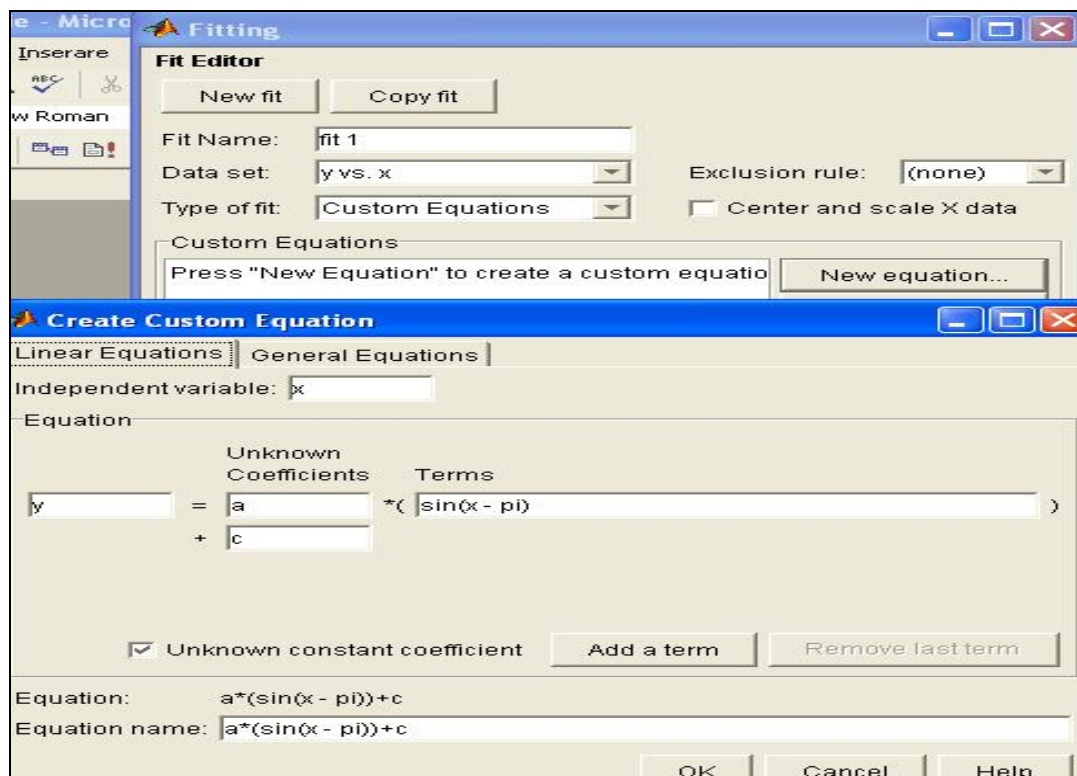 e - Micro
Inserare
ABC
w Roman
Fitting
Fit Editor
New fit Copy fit
Fit Name: fit 1
Data set: y vs. x Exclusion rule: (none)
Type of fit: Custom Equations Center and scale X data
Custom Equations
Press "New Equation" to create a custom equatio New equation...
Create Custom Equation
Linear Equations General Equations
Independent variable: x
Equation
Unknown
Coefficients Terms
y = a *( sin(x - pi) )
+ c
Unknown constant coefficient Add a term Remove last term
Equation: a*(sin(x - pi))+c
Equation name: a*(sin(x - pi))+c
OK Cancel Help